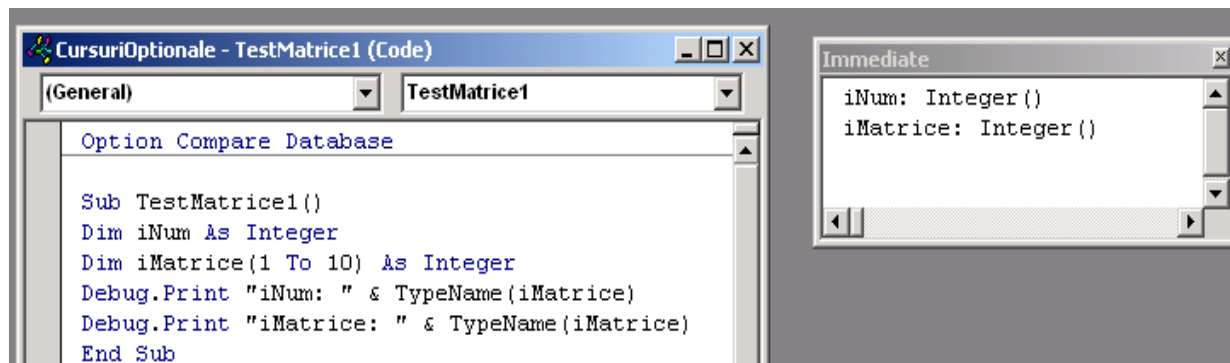 CursuriOptionale - TestMatrice1 (Code)
(General) TestMatrice1
Option Compare Database
Sub TestMatrice1()
Dim iNum As Integer
Dim iMatrice(1 To 10) As Integer
Debug.Print "iNum: " & TypeName(iMatrice)
Debug.Print "iMatrice: " & TypeName(iMatrice)
End Sub
Immediate
iNum: Integer()
iMatrice: Integer()